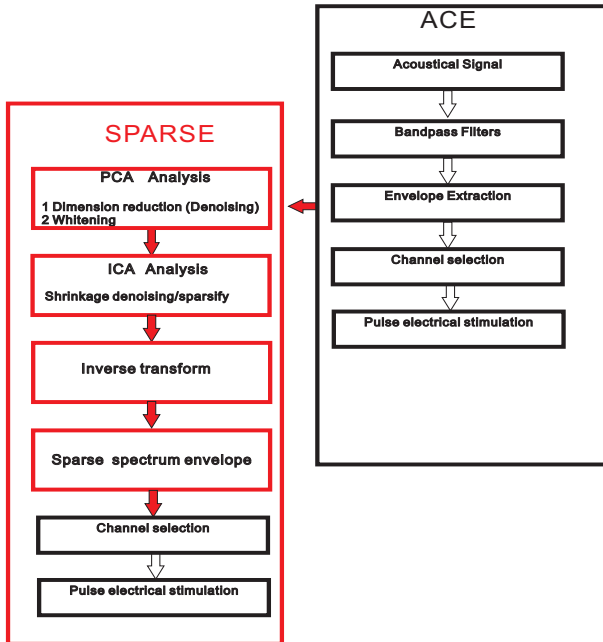 ACE
Acoustical Signal
Bandpass Filters
Envelope Extraction
Channel selection
Pulse electrical stimulation
SPARSE
PCA Analysis
1 Dimension reduction (Denoising)
2 Whitening
ICA Analysis
Shrinkage denoising/sparsify
Inverse transform
Sparse spectrum envelope
Channel selection
Pulse electrical stimulation